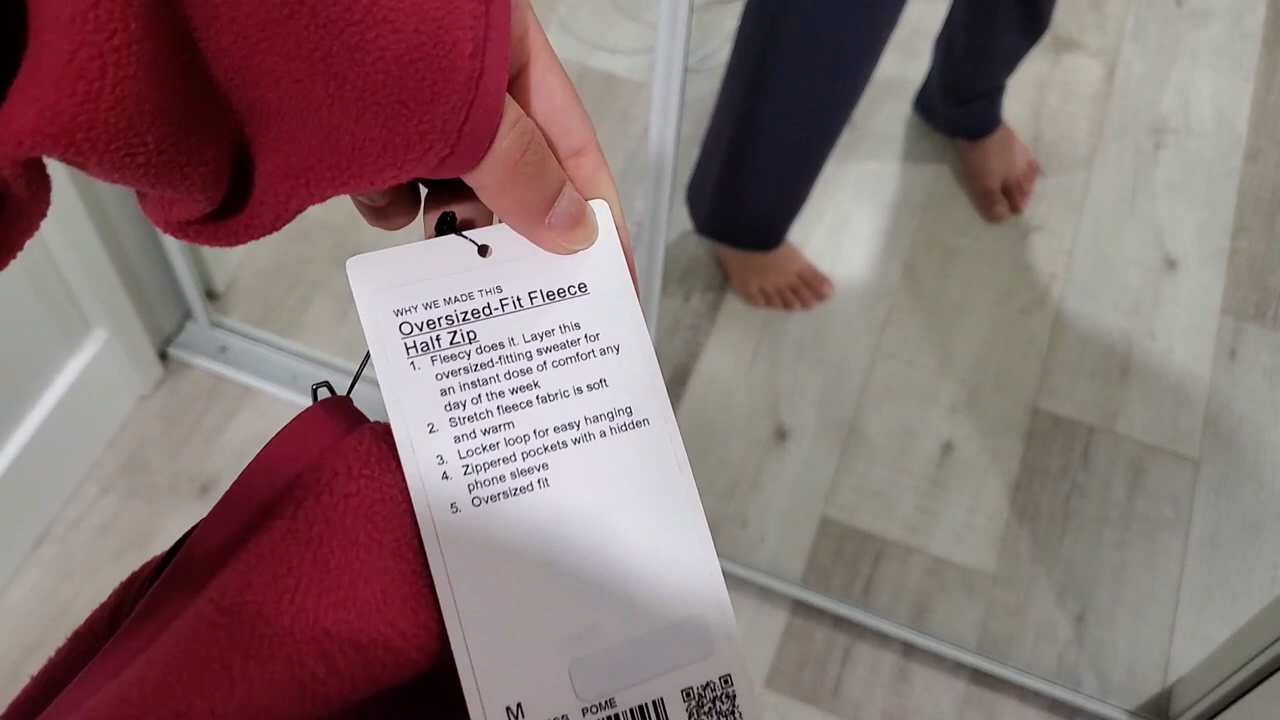 WHY WE MADE THIS
Oversized-Fit Fleece
Half Zip
1. Fleecy does it. Layer this
oversized-fitting sweater for
an instant dose of comfort any
day of the week
2. Stretch fleece fabric is soft
and warm
3. Locker loop for easy hanging
4. Zippered pockets with a hidden
phone sleeve
5. Oversized fit
M
POME